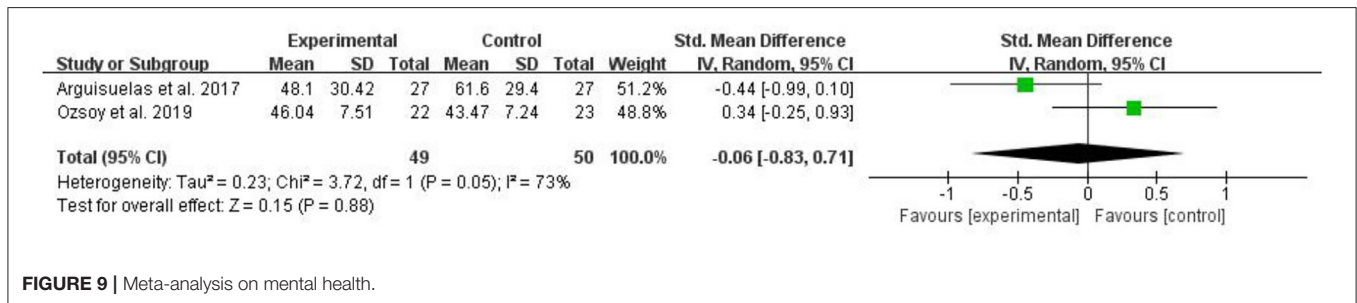 Experimental Control Std. Mean Difference Std. Mean Difference
Study or Subgroup Mean SD Total Mean SD Total Weight IV, Random, 95% CI IV, Random, 95% CI
Arguisuelas et al. 2017 48.1 30.42 27 61.6 29.4 27 51.2% -0.44 [-0.99, 0.10]
Ozsoy et al. 2019 46.04 7.51 22 43.47 7.24 23 48.8% 0.34 [-0.25, 0.93]
Total (95% CI) 49 50 100.0% -0.06 [-0.83, 0.71]
Heterogeneity: Tau² = 0.23; Chi² = 3.72, df = 1 (P = 0.05); I² = 73%
Test for overall effect: Z = 0.15 (P = 0.88)
-1 -0.5 0 0.5 1
Favours [experimental] Favours [control]
FIGURE 9 | Meta-analysis on mental health.